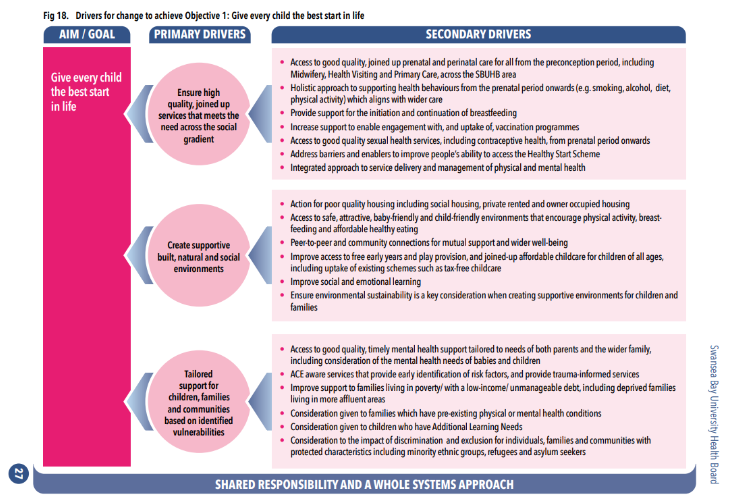 Fig 18.   Drivers for change to achieve Objective 1: Give every child the best start in life
AIM / GOAL
PRIMARY DRIVERS
SECONDARY DRIVERS
Give every child
the best start
in life
Ensure high
quality, joined up
services that meets the
need across the social
gradient
• Access to good quality, joined up prenatal and perinatal care for all from the preconception period, including
Midwifery, Health Visiting and Primary Care, across the SBUHB area
• Holistic approach to supporting health behaviours from the prenatal period onwards (e.g. smoking, alcohol, diet,
physical activity) which aligns with wider care
• Provide support for the initiation and continuation of breastfeeding
• Increase support to enable engagement with, and uptake of, vaccination programmes
• Access to good quality sexual health services, including contraceptive health, from prenatal period onwards
• Address barriers and enablers to improve people's ability to access the Healthy Start Scheme
• Integrated approach to service delivery and management of physical and mental health
Create supportive
built, natural and social
environments
• Action for poor quality housing including social housing, private rented and owner occupied housing
• Access to safe, attractive, baby-friendly and child-friendly environments that encourage physical activity, breast-
feeding and affordable healthy eating
• Peer-to-peer and community connections for mutual support and wider well-being
• Improve access to free early years and play provision, and joined-up affordable childcare for children of all ages,
including uptake of existing schemes such as tax-free childcare
• Improve social and emotional learning
• Ensure environmental sustainability is a key consideration when creating supportive environments for children and
families
Tailored
support for
children, families
and communities
based on identified
vulnerabilities
• Access to good quality, timely mental health support tailored to needs of both parents and the wider family,
including consideration of the mental health needs of babies and children
• ACE aware services that provide early identification of risk factors, and provide trauma-informed services
• Improve support to families living in poverty/ with a low-income/ unmanageable debt, including deprived families
living in more affluent areas
• Consideration given to families which have pre-existing physical or mental health conditions
• Consideration given to children who have Additional Learning Needs
• Consideration to the impact of discrimination and exclusion for individuals, families and communities with
protected characteristics including minority ethnic groups, refugees and asylum seekers
SHARED RESPONSIBILITY AND A WHOLE SYSTEMS APPROACH
27
Swansea Bay University Health Board